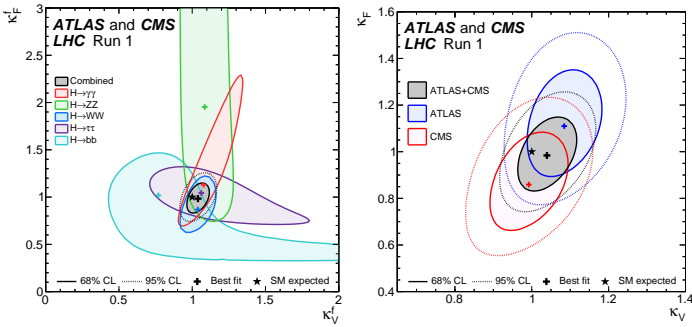 ATLAS and CMS
LHC Run 1
Combined
H→γγ
H→ZZ
H→WW
H→ττ
H→bb
68% CL
95% CL
Best fit
SM expected
κ_F^f
3
2.5
2
1.5
1
0.5
0
0
0.5
1
1.5
2
κ_V^f
ATLAS and CMS
LHC Run 1
ATLAS+CMS
ATLAS
CMS
68% CL
95% CL
Best fit
SM expected
κ_F
1.6
1.4
1.2
1
0.8
0.6
0.4
0.8
1
1.2
1.4
κ_V